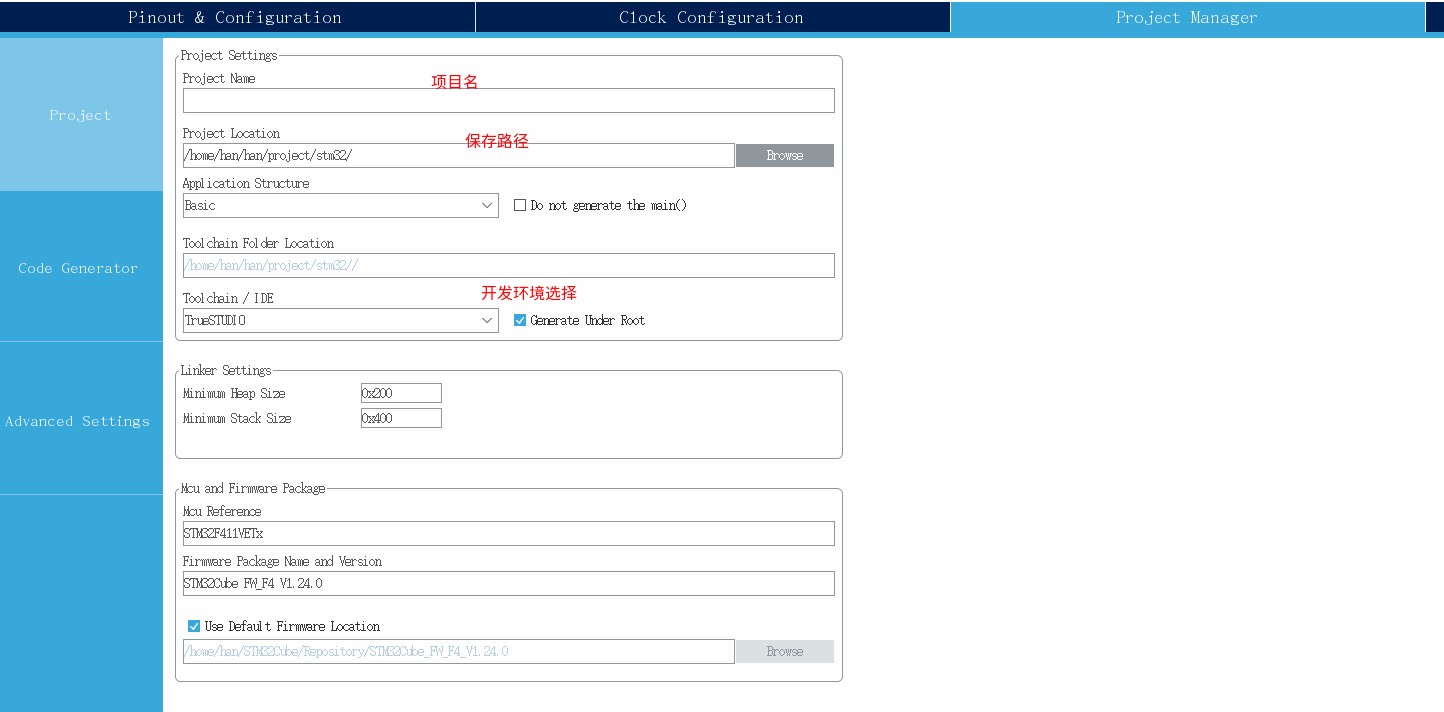 Pinout & Configuration
Clock Configuration
Project Manager
Project
Code Generator
Advanced Settings
Project Settings
Project Name
项目名
Project Location
保存路径
/home/han/han/project/stm32/
Browse
Application Structure
Basic
Do not generate the main()
Toolchain Folder Location
/home/han/han/project/stm32//
Toolchain / IDE
开发环境选择
TrueSTUDIO
Generate Under Root
Linker Settings
Minimum Heap Size
0x200
Minimum Stack Size
0x400
Mcu and Firmware Package
Mcu Reference
STM32F411VETx
Firmware Package Name and Version
STM32Cube FW_F4 V1.24.0
Use Default Firmware Location
/home/han/STM32Cube/Repository/STM32Cube_FW_F4_V1.24.0
Browse